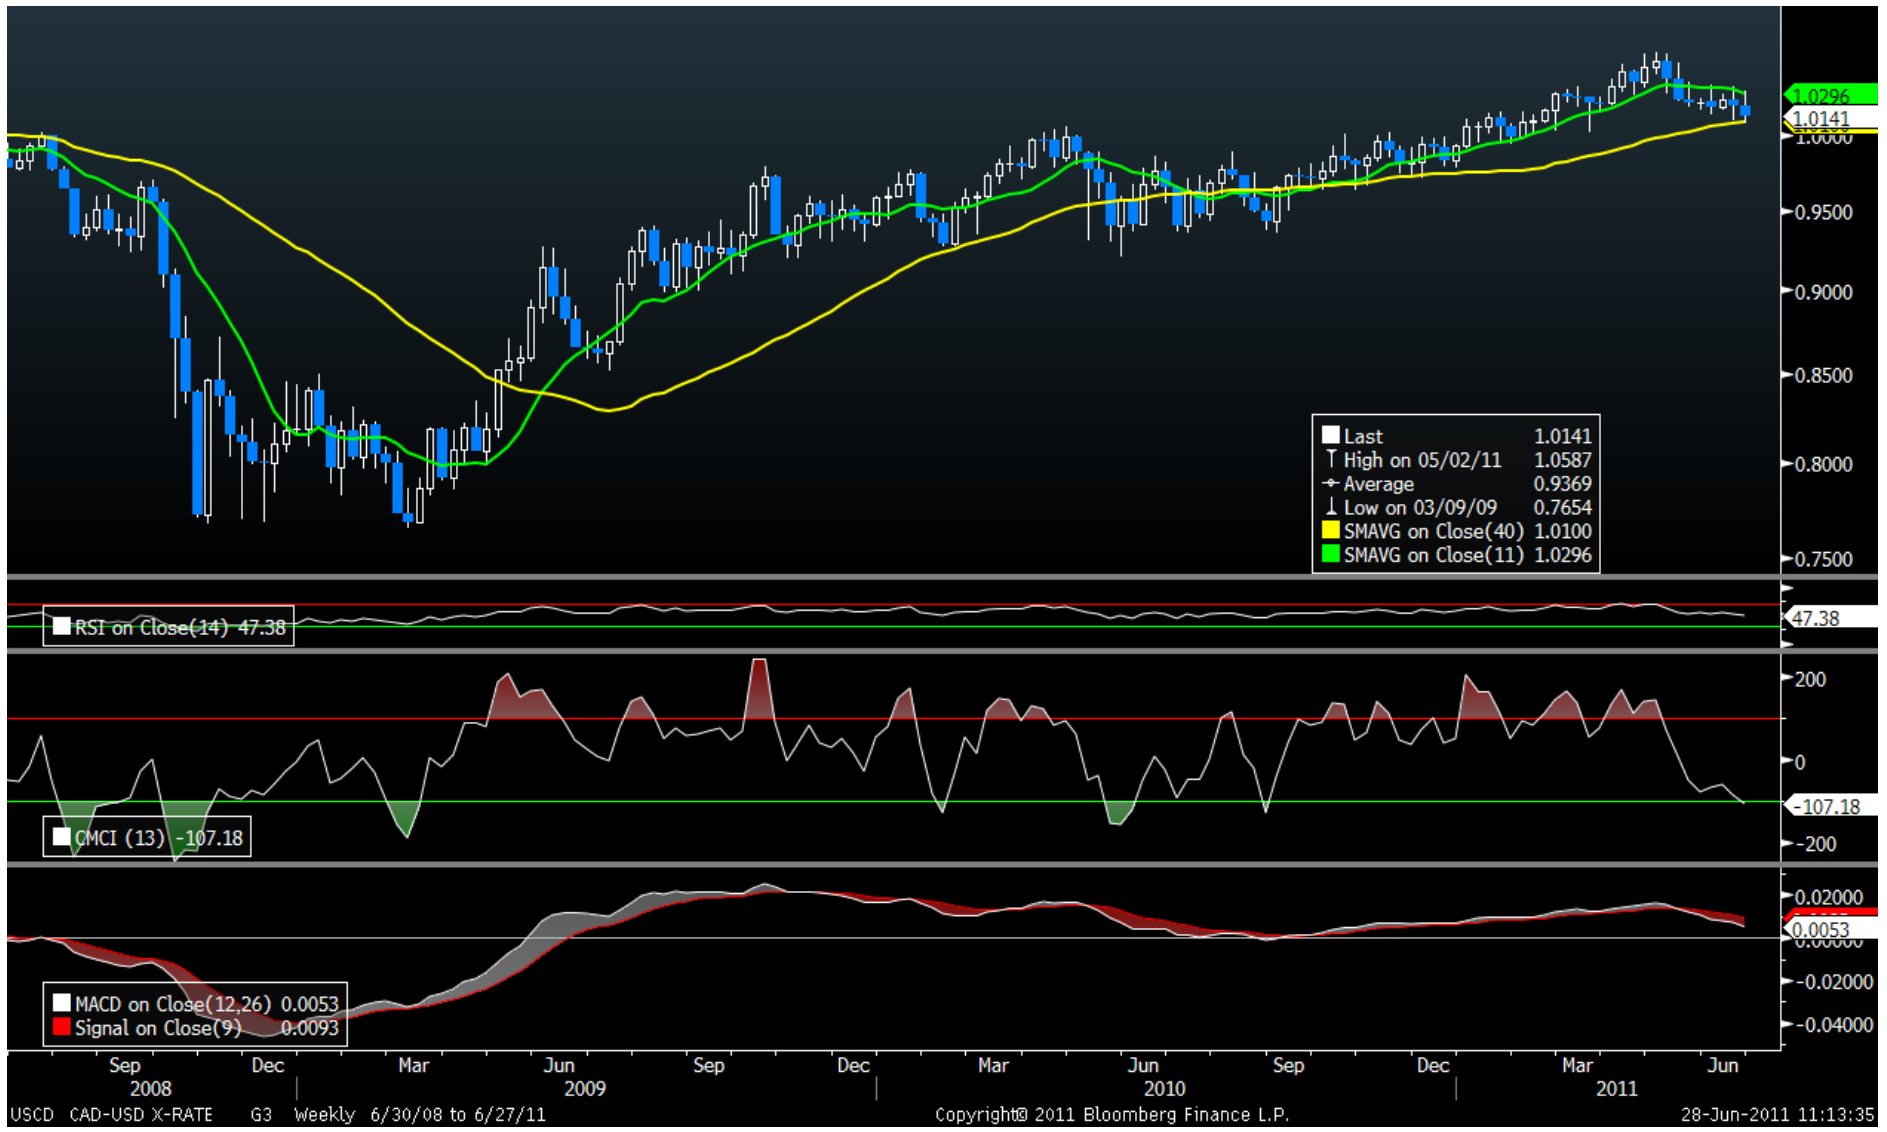 1.0296
1.0141
1.0000
0.9500
0.9000
0.8500
0.8000
0.7500
Last 1.0141
High on 05/02/11 1.0587
Average 0.9369
Low on 03/09/09 0.7654
SMAVG on Close(40) 1.0100
SMAVG on Close(11) 1.0296
RSI on Close(14) 47.38
47.38
200
0
-107.18
-200
CMCI (13) -107.18
0.02000
0.0053
0.00000
-0.02000
-0.04000
MACD on Close(12,26) 0.0053
Signal on Close(9) 0.0093
Sep Dec Mar Jun Sep Dec Mar Jun Sep Dec Mar Jun
2008 2009 2010 2011
USCD CAD-USD X-RATE G3 Weekly 6/30/08 to 6/27/11 Copyright© 2011 Bloomberg Finance L.P. 28-Jun-2011 11:13:35